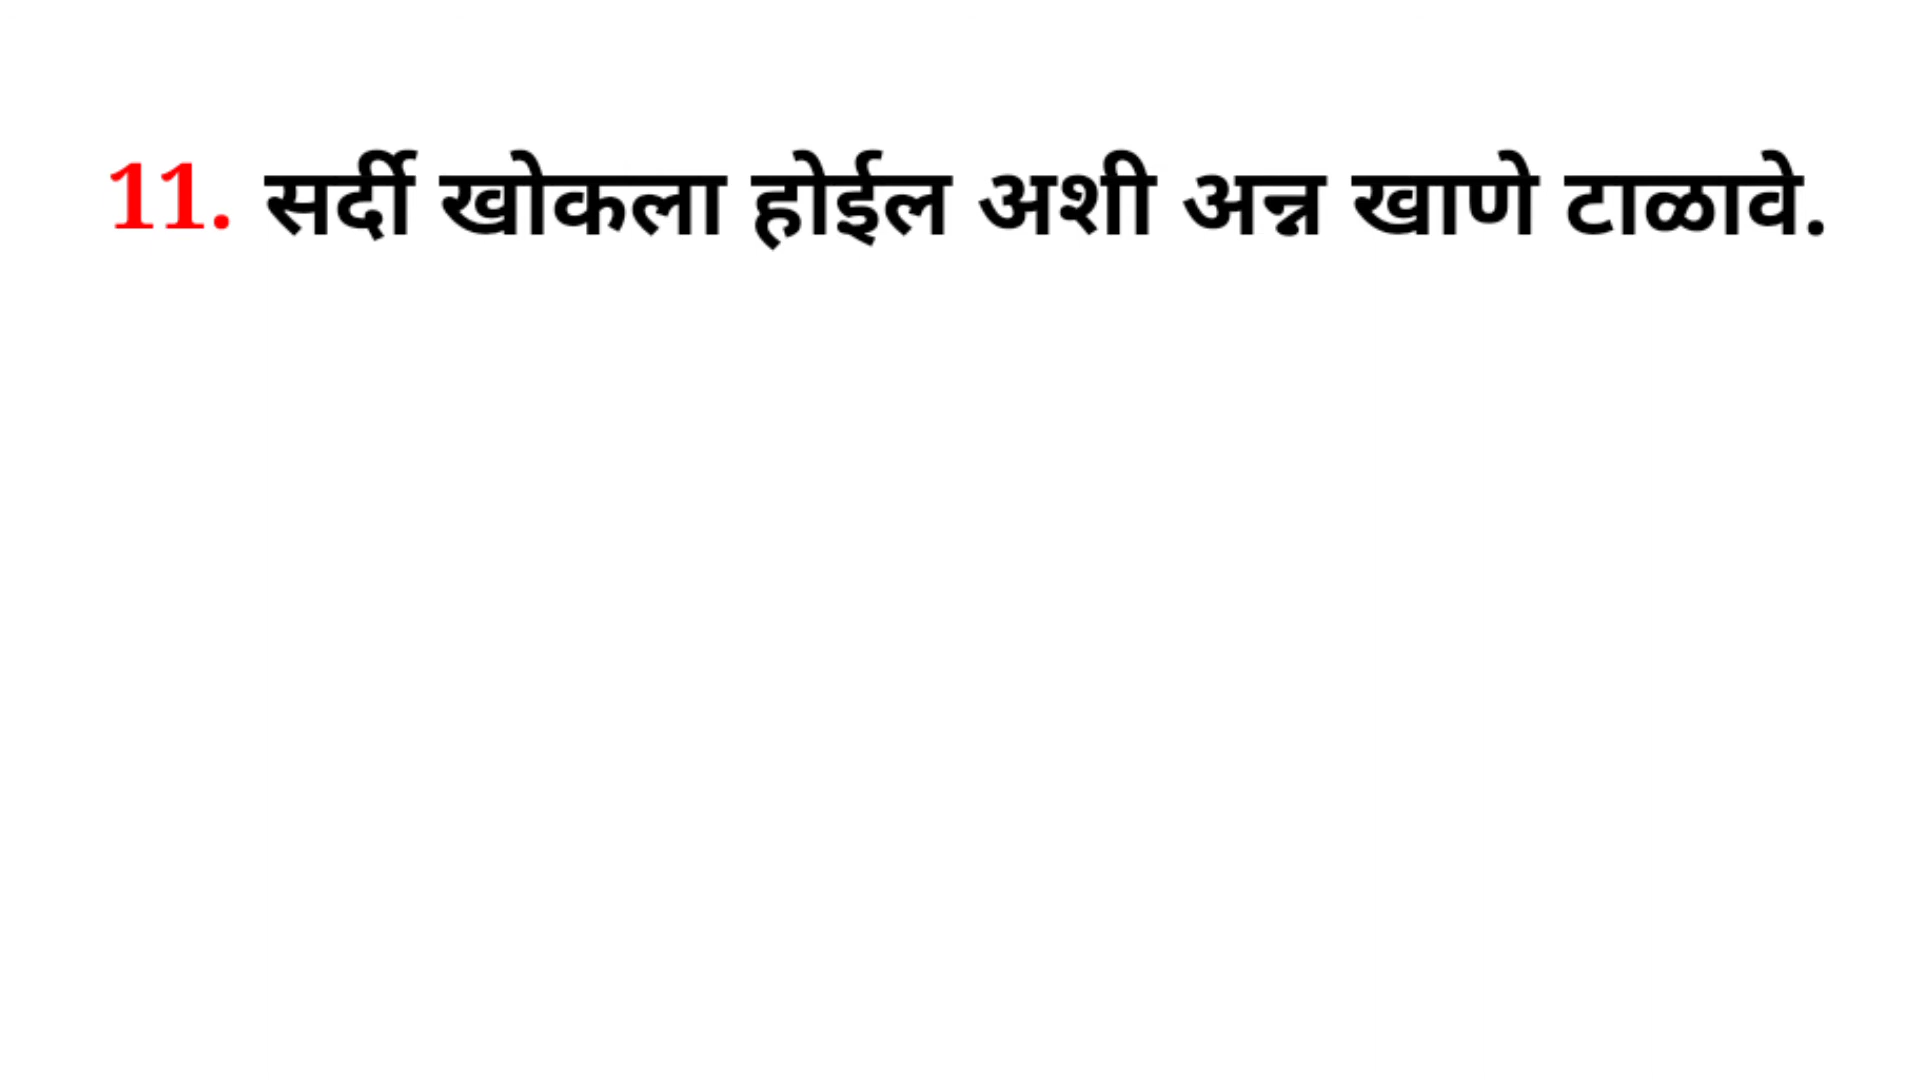 11. सर्दी खोकला होईल अशी अन्न खाणे टाळावे.